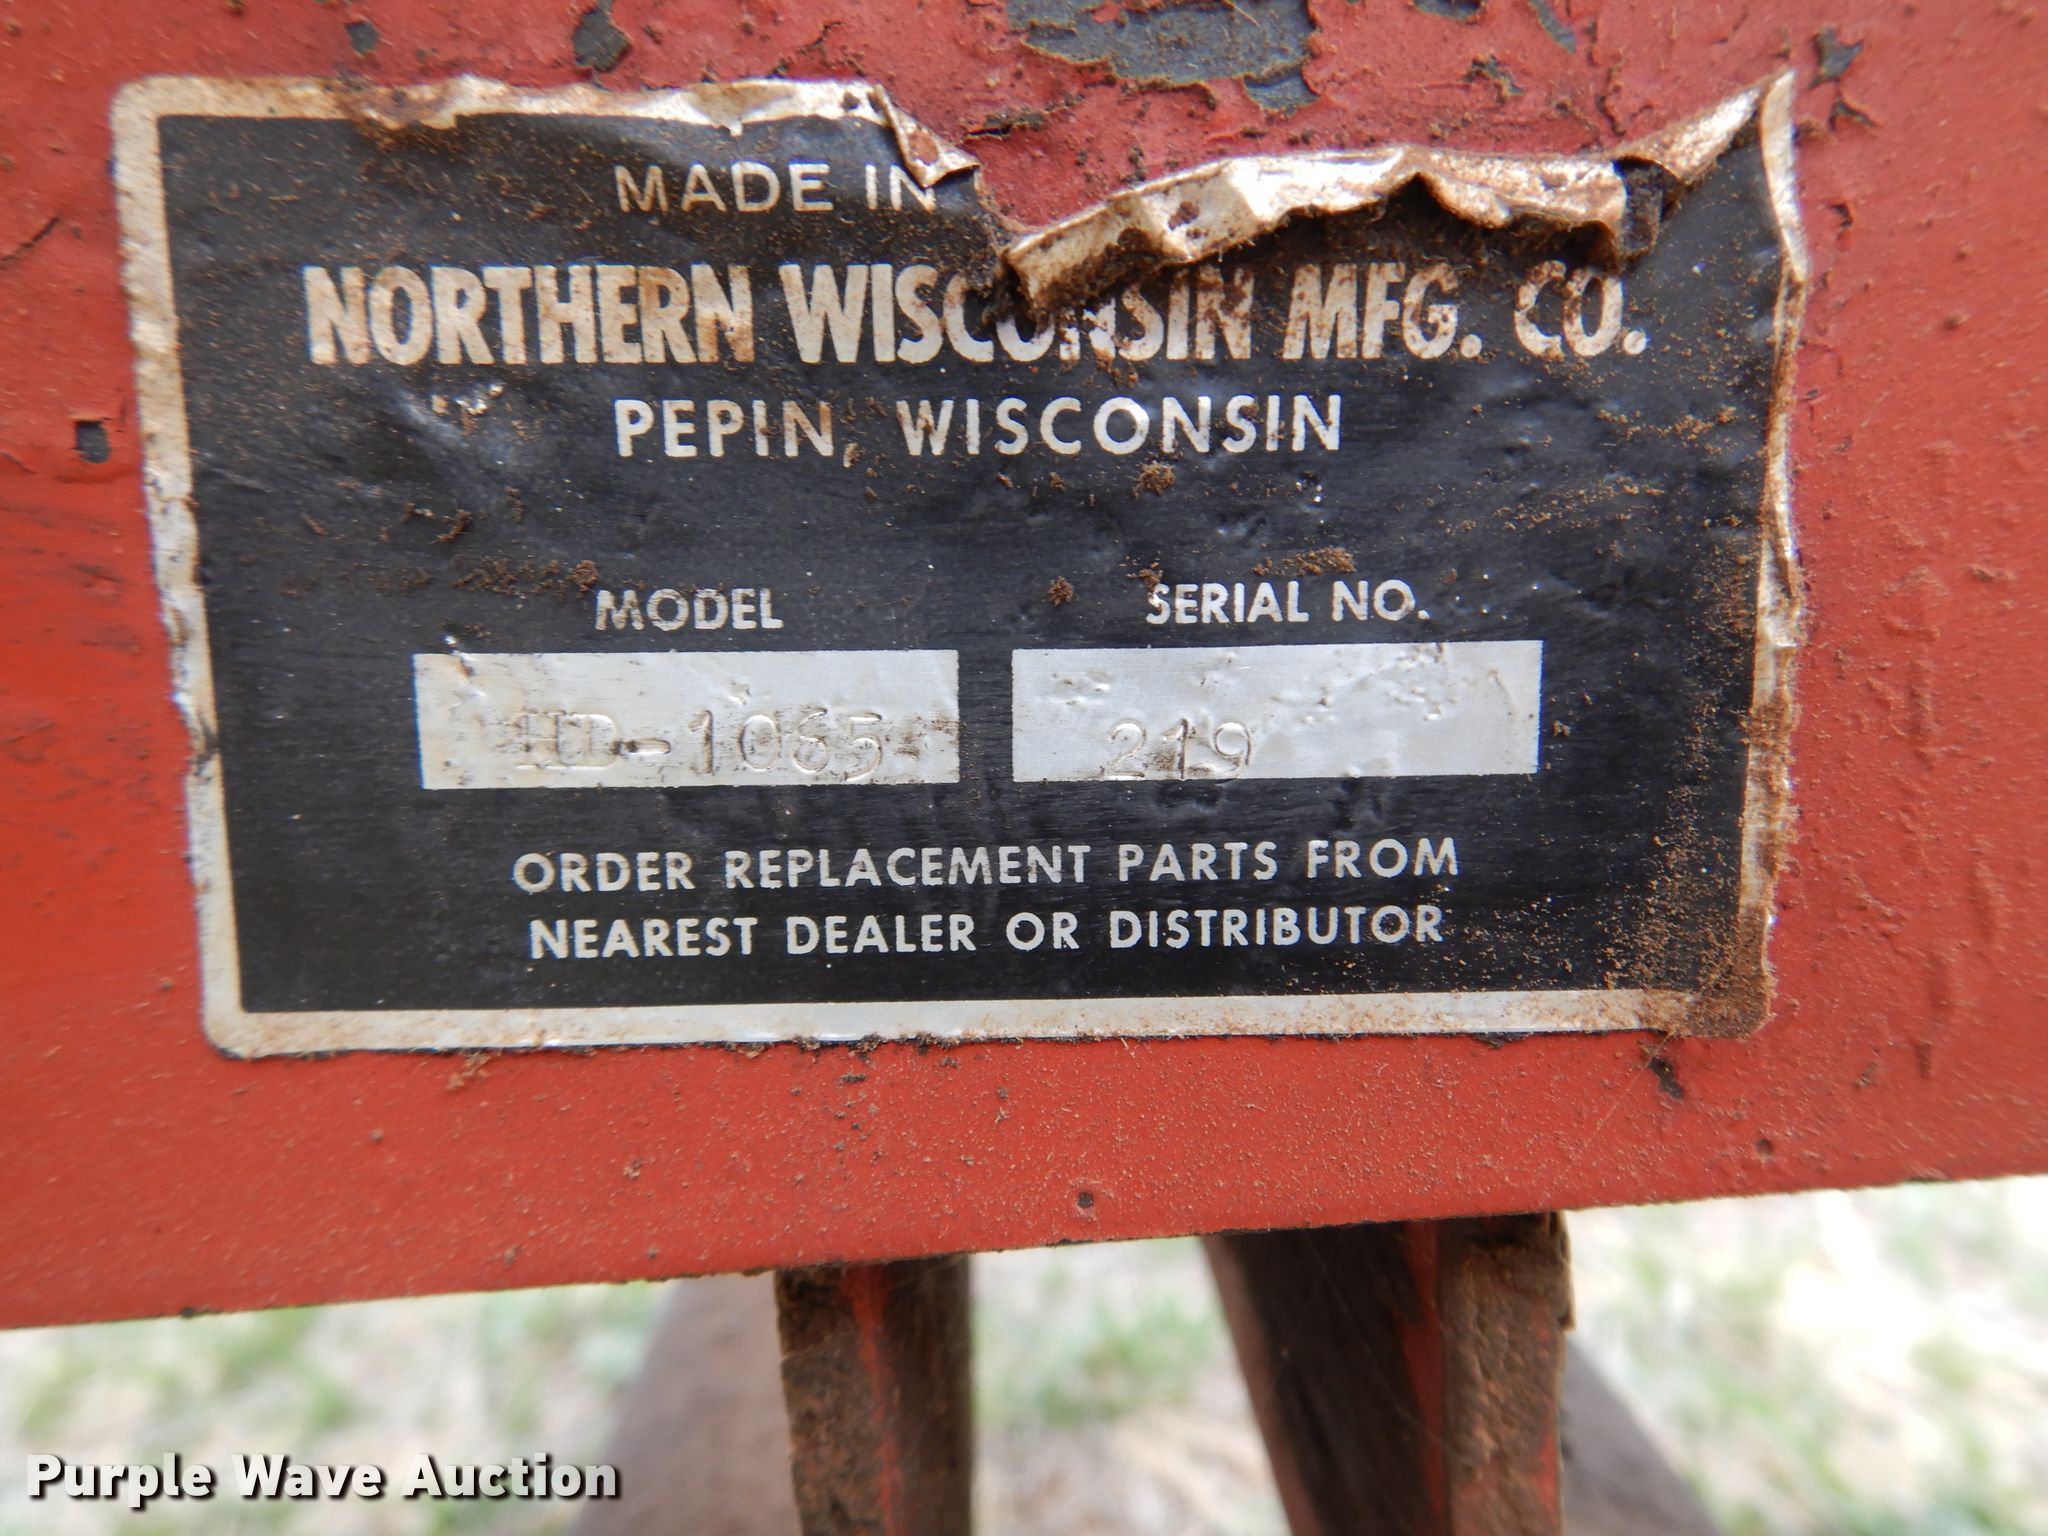 MADE IN
NORTHERN WISCONSIN MFG. CO.
PEPIN, WISCONSIN
MODEL SERIAL NO.
HD-1065 219
ORDER REPLACEMENT PARTS FROM
NEAREST DEALER OR DISTRIBUTOR
Purple Wave Auction